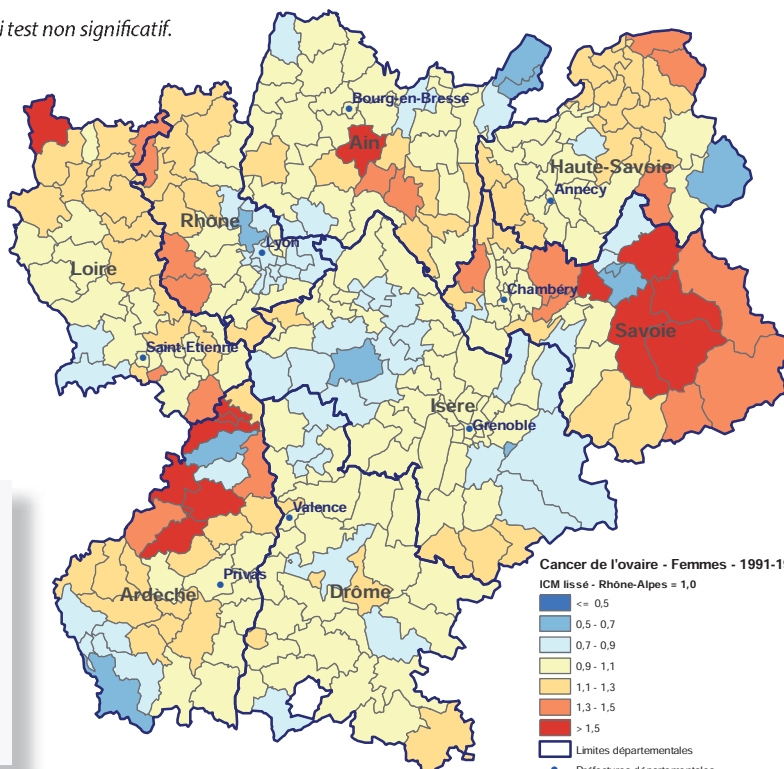 i test non significatif.
Bourg-en-Bresse
Ain
Haute-Savoie
Annecy
Rhône
Lyon
Loire
Chambéry
Savoie
Saint-Etienne
Isère
Grenoble
Valence
Privas
Ardèche
Drôme
Cancer de l'ovaire - Femmes - 1991-1
ICM lissé - Rhône-Alpes = 1,0
<= 0,5
0,5 - 0,7
0,7 - 0,9
0,9 - 1,1
1,1 - 1,3
1,3 - 1,5
> 1,5
Limites départementales
Préfectures départementales